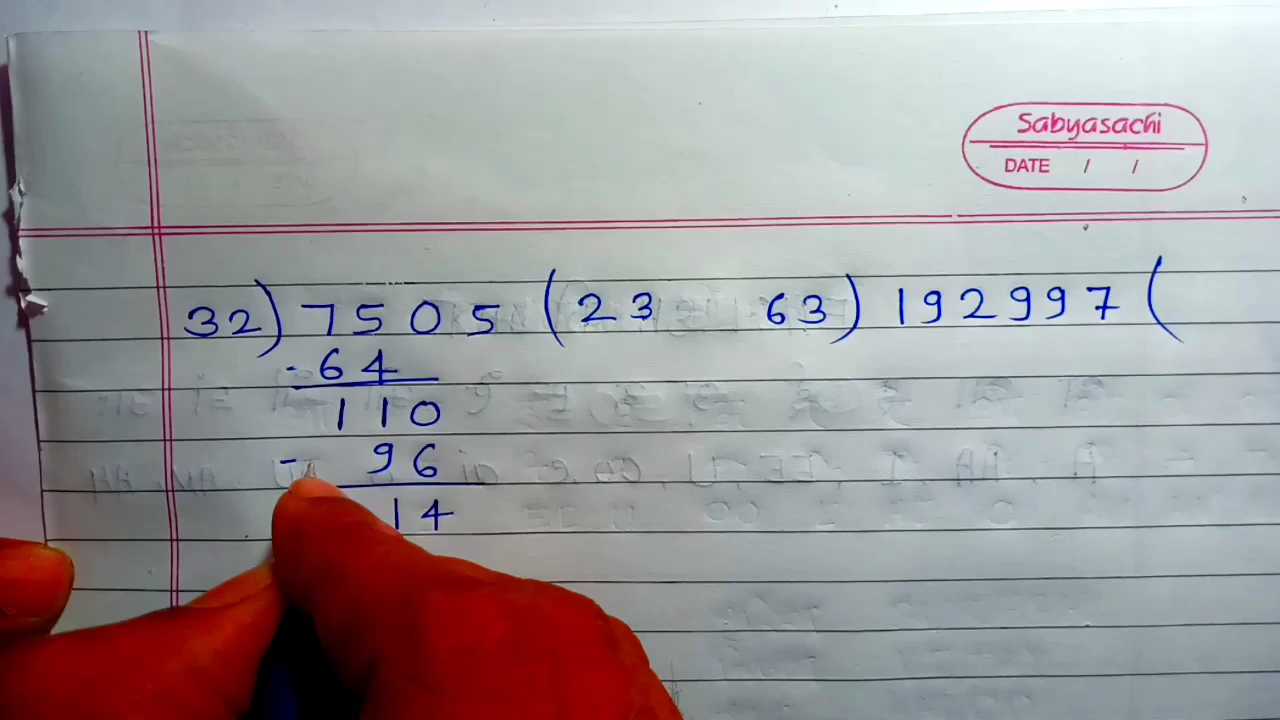 Sabyasachi
DATE / /
32) 7505 (23 63) 192997 (
-64
110
- 96
14